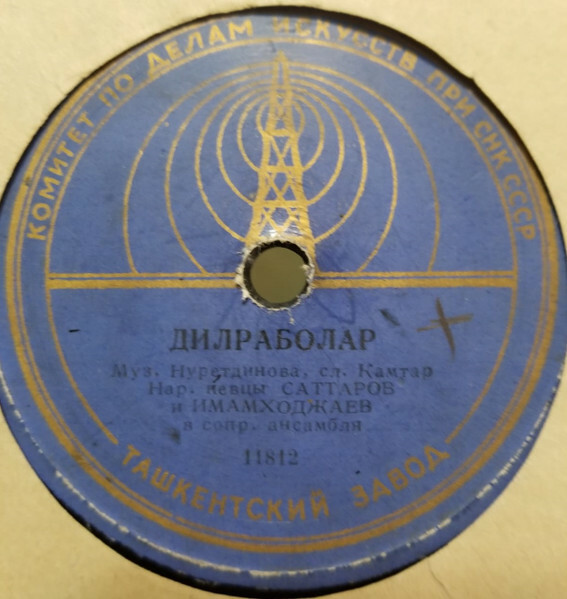 КОМИТЕТ ПО ДЕЛАМ ИСКУССТВ ПРИ СНК СССР
ДИЛРАБОЛАР
Муз. Нуретдинова, сл. Камтар
Нар. певцы САТТАРОВ
и ИМАМХОДЖАЕВ
в сопр. ансамбля
11812
ТАШКЕНТСКИЙ ЗАВОД